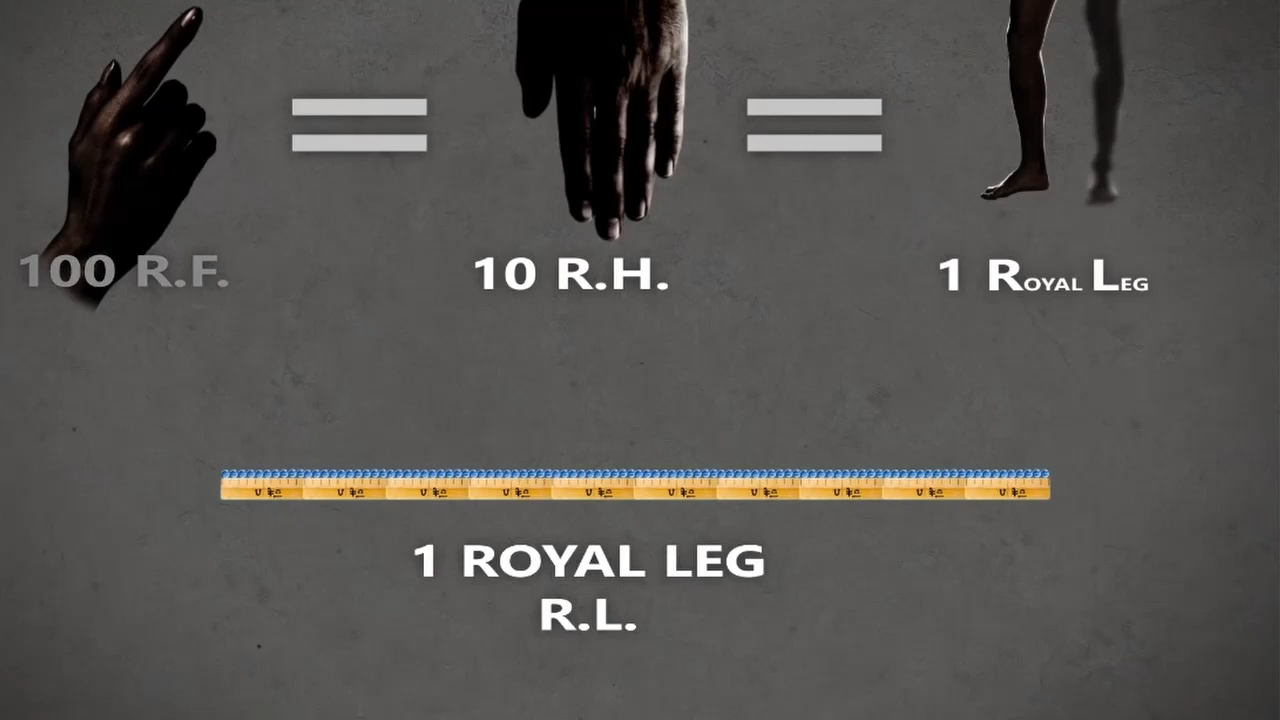 100 R.F.
10 R.H.
1 Royal Leg
1 ROYAL LEG
R.L.